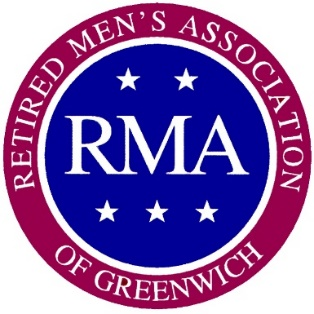 RETIRED MEN'S ASSOCIATION
RMA
OF GREENWICH